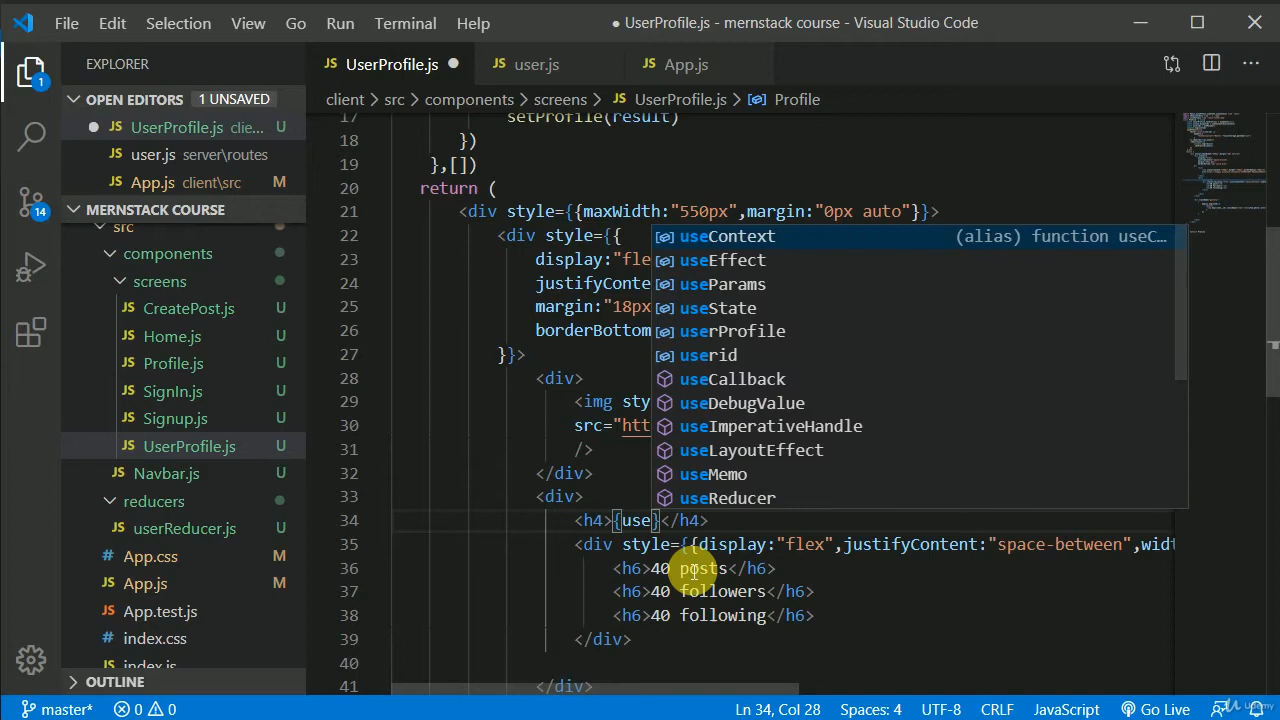 File Edit Selection View Go Run Terminal Help
● UserProfile.js - mernstack course - Visual Studio Code
EXPLORER
JS UserProfile.js ●
JS user.js
JS App.js
1
OPEN EDITORS 1 UNSAVED
client > src > components > screens > JS UserProfile.js > Profile
● JS UserProfile.js clie... U
JS user.js server\routes
JS App.js client\src M
14
MERNSTACK COURSE
src
components
screens
JS CreatePost.js U
JS Home.js U
JS Profile.js U
JS SignIn.js U
JS Signup.js U
JS UserProfile.js U
JS Navbar.js U
reducers
JS userReducer.js U
App.css M
JS App.js M
JS App.test.js
index.css
index.js
OUTLINE
17 setProfile(result)
18 })
19 },[])
20 return (
21 <div style={{maxWidth:"550px",margin:"0px auto"}}>
22 <div style={{
23 display:"fle
24 justifyConte
25 margin:"18px
26 borderBottom
27 }}>
28 <div>
29 <img sty
30 src="htt
31 />
32 </div>
33 <div>
34 <h4>{use}</h4>
35 <div style={{display:"flex",justifyContent:"space-between",widt
36 <h6>40 posts</h6>
37 <h6>40 followers</h6>
38 <h6>40 following</h6>
39 </div>
40
41 </div>
useContext (alias) function useC...
useEffect
useParams
useState
userProfile
userid
useCallback
useDebugValue
useImperativeHandle
useLayoutEffect
useMemo
useReducer
master* 0 0
Ln 34, Col 28 Spaces: 4 UTF-8 CRLF JavaScript Go Live
Udemy